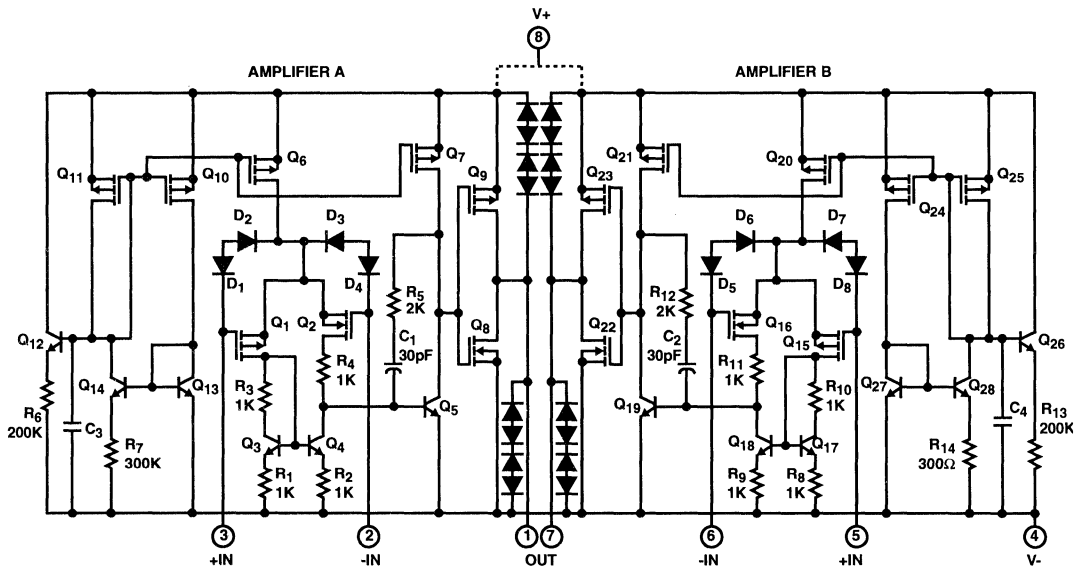 V+
8
AMPLIFIER A
AMPLIFIER B
Q11
Q10
Q6
Q7
Q9
Q21
Q23
Q20
Q24
Q25
D2
D3
D6
D7
D1
D4
D5
D8
Q12
Q1
Q2
R5
2K
C1
30pF
Q8
Q22
R12
2K
C2
30pF
Q16
Q15
Q26
Q14
Q13
R3
1K
R4
1K
R11
1K
R10
1K
Q27
Q28
R6
200K
C3
R7
300K
Q3
Q4
Q5
Q19
Q18
Q17
R14
300Ω
C4
R13
200K
R1
1K
R2
1K
R9
1K
R8
1K
3
2
1
7
6
5
4
+IN
-IN
OUT
-IN
+IN
V-